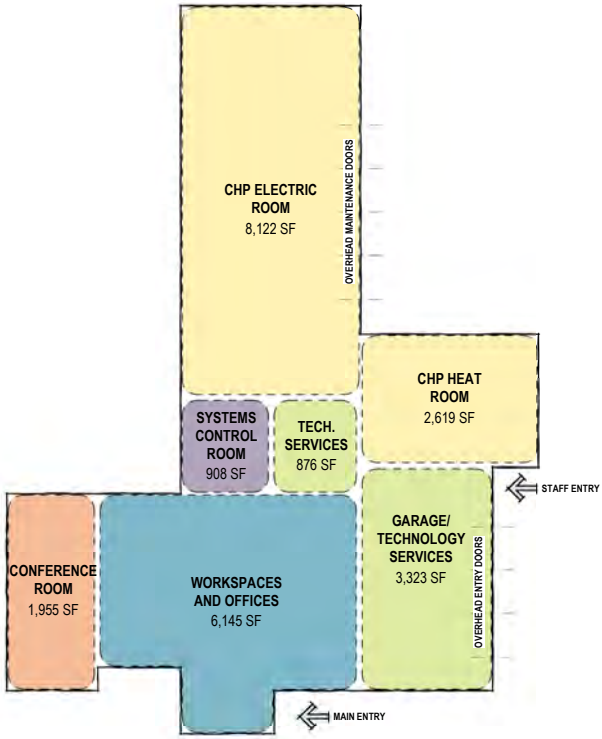 CHP ELECTRIC
ROOM
8,122 SF
OVERHEAD MAINTENANCE DOORS
CHP HEAT
ROOM
2,619 SF
SYSTEMS
CONTROL
ROOM
908 SF
TECH.
SERVICES
876 SF
STAFF ENTRY
GARAGE/
TECHNOLOGY
SERVICES
3,323 SF
OVERHEAD ENTRY DOORS
CONFERENCE
ROOM
1,955 SF
WORKSPACES
AND OFFICES
6,145 SF
MAIN ENTRY